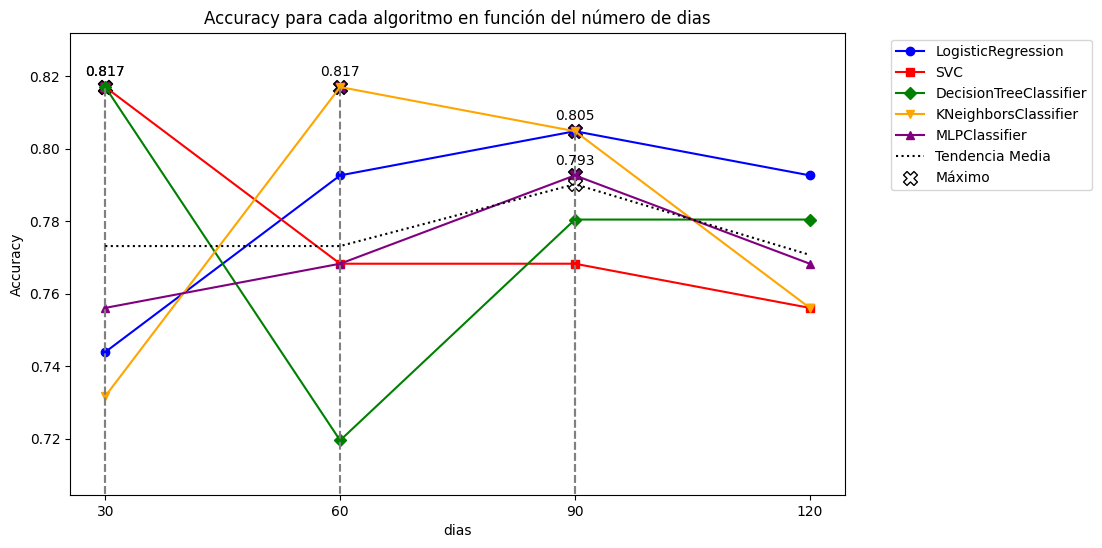 Accuracy para cada algoritmo en función del número de dias
0.817
0.817
0.805
0.793
Accuracy
0.82
0.80
0.78
0.76
0.74
0.72
30
60
90
120
dias
LogisticRegression
SVC
DecisionTreeClassifier
KNeighborsClassifier
MLPClassifier
Tendencia Media
Máximo